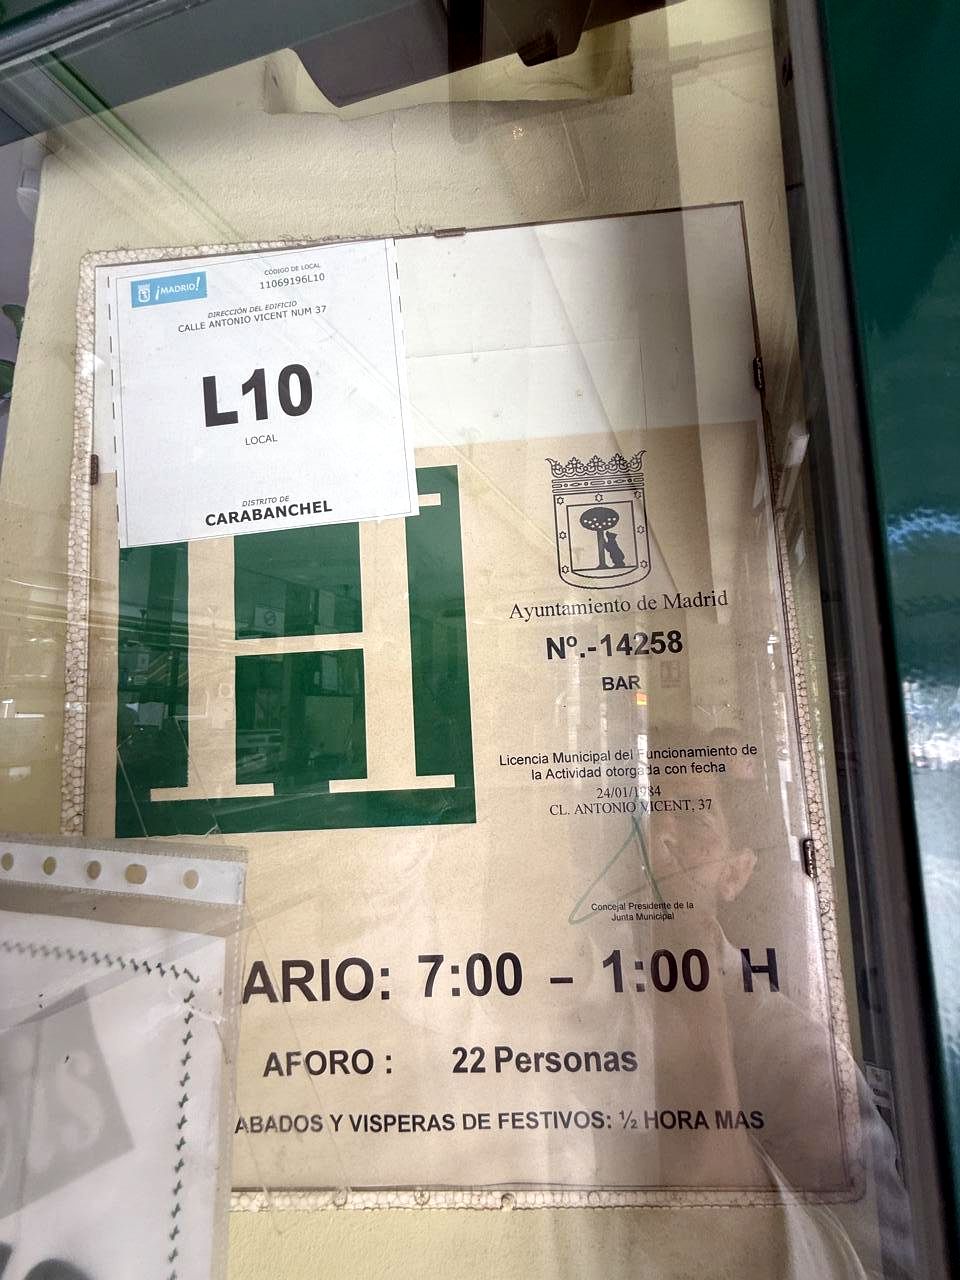 ¡MADRID!
CÓDIGO DE LOCAL
11069196L10
DIRECCIÓN DEL EDIFICIO
CALLE ANTONIO VICENT NUM 37
L10
LOCAL
DISTRITO DE
CARABANCHEL
H
Ayuntamiento de Madrid
Nº.-14258
BAR
Licencia Municipal del Funcionamiento de
la Actividad otorgada con fecha
24/01/1984
CL. ANTONIO VICENT, 37
Concejal Presidente de la
Junta Municipal
ARIO: 7:00 – 1:00 H
AFORO : 22 Personas
ABADOS Y VISPERAS DE FESTIVOS: ½ HORA MAS